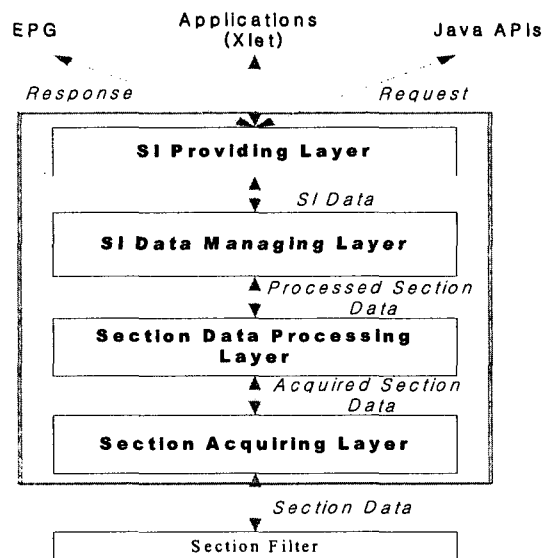 EPG
Applications
(Xlet)
Java APIs
Response
Request
SI Providing Layer
SI Data
SI Data Managing Layer
Processed Section
Data
Section Data Processing
Layer
Acquired Section
Data
Section Acquiring Layer
Section Data
Section Filter